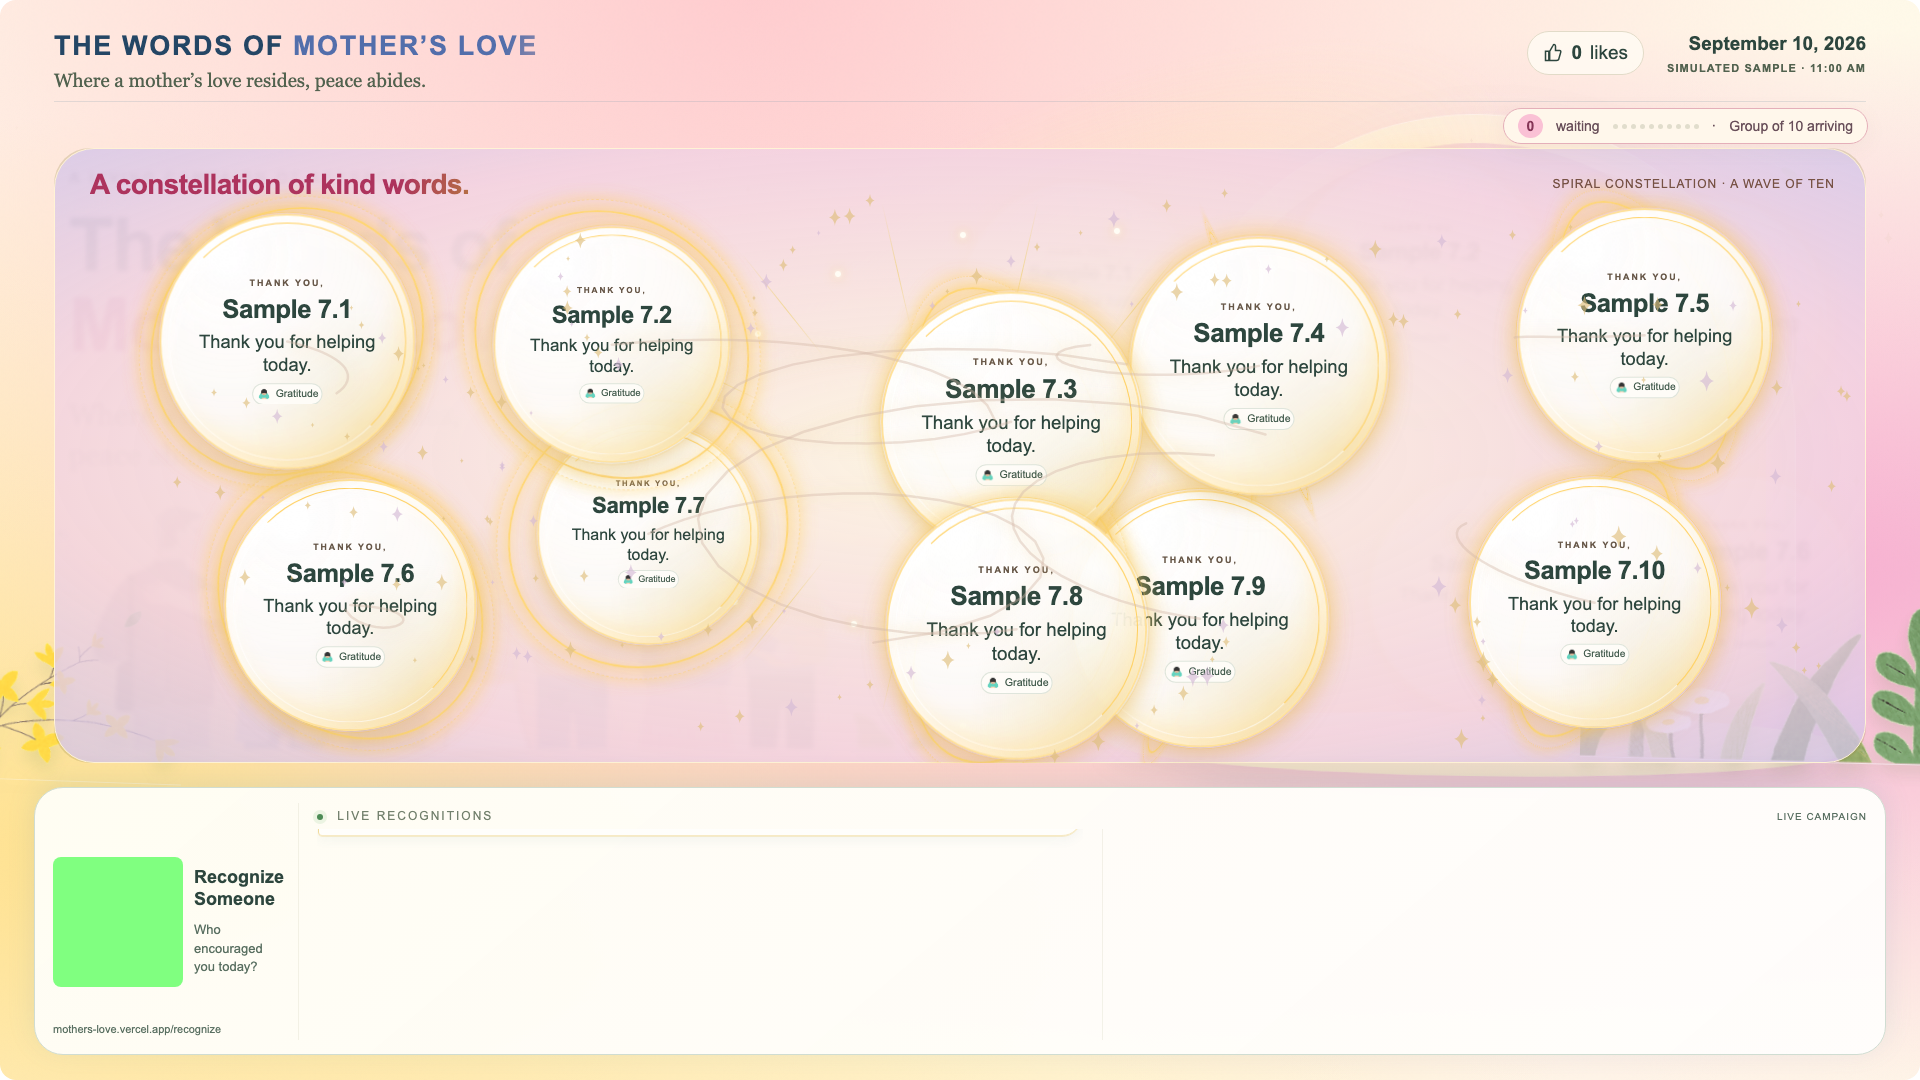 THE WORDS OF MOTHER’S LOVE
Where a mother’s love resides, peace abides.
0 likes
September 10, 2026
SIMULATED SAMPLE · 11:00 AM
0 waiting · Group of 10 arriving
A constellation of kind words.
SPIRAL CONSTELLATION · A WAVE OF TEN
THANK YOU,
Sample 7.1
Thank you for helping
today.
Gratitude
THANK YOU,
Sample 7.2
Thank you for helping
today.
Gratitude
THANK YOU,
Sample 7.3
Thank you for helping
today.
Gratitude
THANK YOU,
Sample 7.4
Thank you for helping
today.
Gratitude
THANK YOU,
Sample 7.5
Thank you for helping
today.
Gratitude
THANK YOU,
Sample 7.6
Thank you for helping
today.
Gratitude
THANK YOU,
Sample 7.7
Thank you for helping
today.
Gratitude
THANK YOU,
Sample 7.8
Thank you for helping
today.
Gratitude
THANK YOU,
Sample 7.9
Thank you for helping
today.
Gratitude
THANK YOU,
Sample 7.10
Thank you for helping
today.
Gratitude
LIVE RECOGNITIONS
LIVE CAMPAIGN
Recognize
Someone
Who
encouraged
you today?
mothers-love.vercel.app/recognize